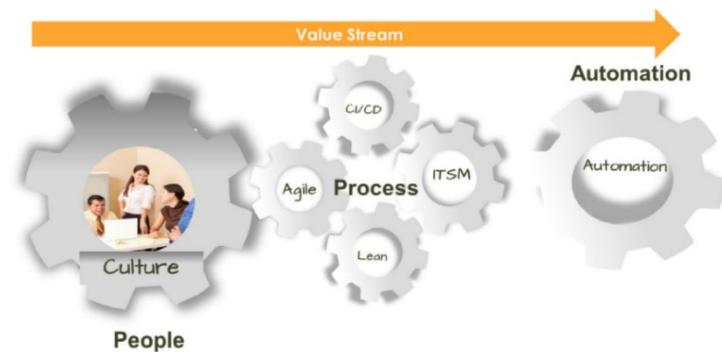 Value Stream
Automation
CI/CD
Agile
Process
ITSM
Automation
Lean
Culture
People